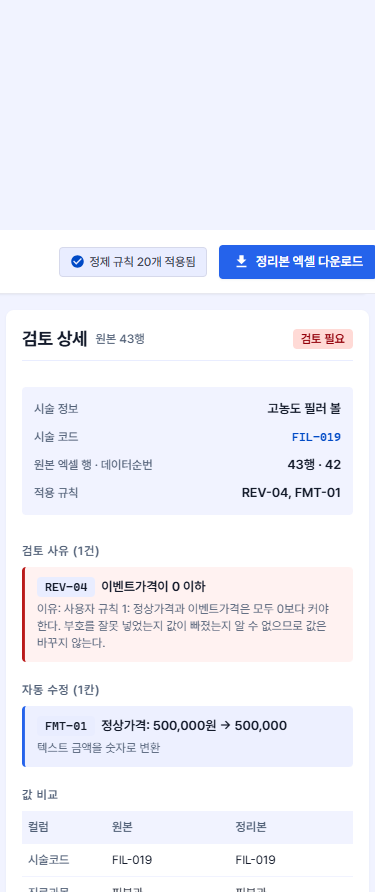 정제 규칙 20개 적용됨
정리본 엑셀 다운로드
검토 상세 원본 43행
검토 필요
시술 정보 고농도 필러 볼
시술 코드 FIL-019
원본 엑셀 행 · 데이터순번 43행 · 42
적용 규칙 REV-04, FMT-01
검토 사유 (1건)
REV-04 이벤트가격이 0 이하
이유: 사용자 규칙 1: 정상가격과 이벤트가격은 모두 0보다 커야
한다. 부호를 잘못 넣었는지 값이 빠졌는지 알 수 없으므로 값은
바꾸지 않는다.
자동 수정 (1칸)
FMT-01 정상가격: 500,000원 → 500,000
텍스트 금액을 숫자로 변환
값 비교
컬럼 원본 정리본
시술코드 FIL-019 FIL-019